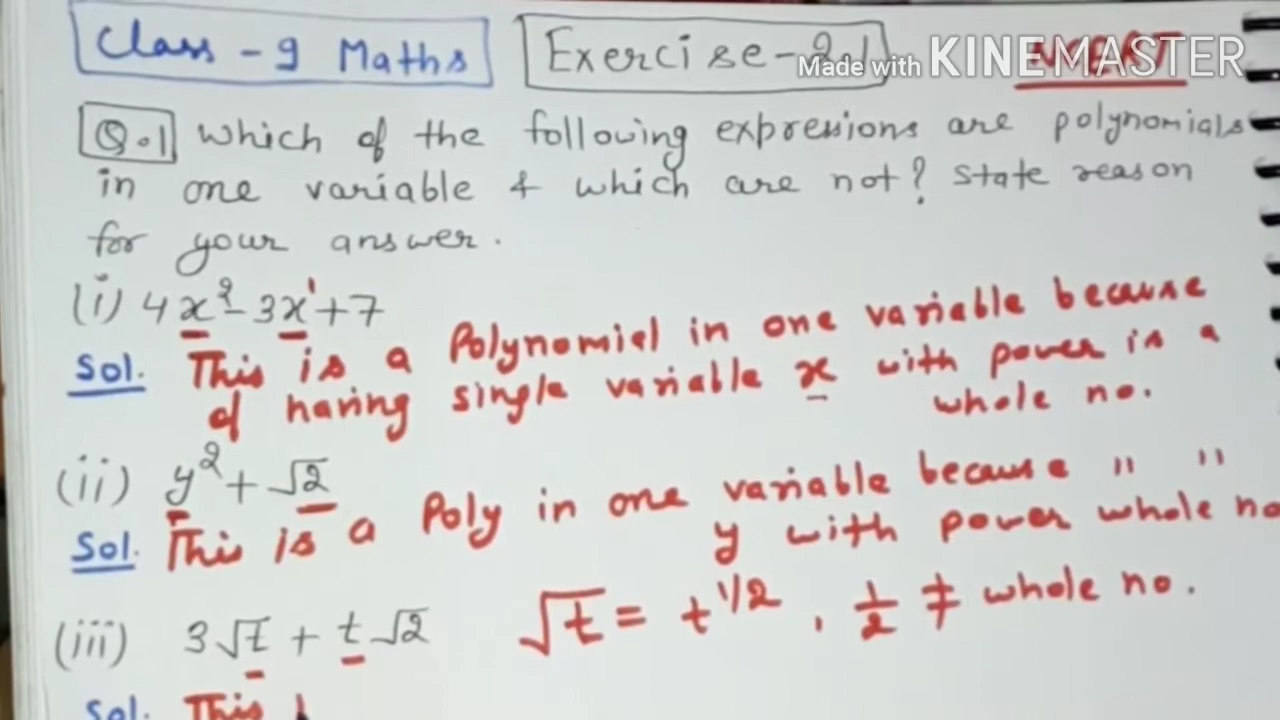 Class - 9 Maths
Exercise - 2.1
NCERT
Made with KINEMASTER
Q.1 Which of the following expressions are polynomials
in one variable & which are not? State reason
for your answer.
(i) 4x² - 3x¹ + 7
Sol. This is a Polynomial in one variable because
of having single variable x with power is a
whole no.
(ii) y² + √2
Sol. This is a Poly in one variable because " "
y with power whole no
(iii) 3√t + t√2 √t = t^1/2 , 1/2 ≠ whole no.
Sol. This